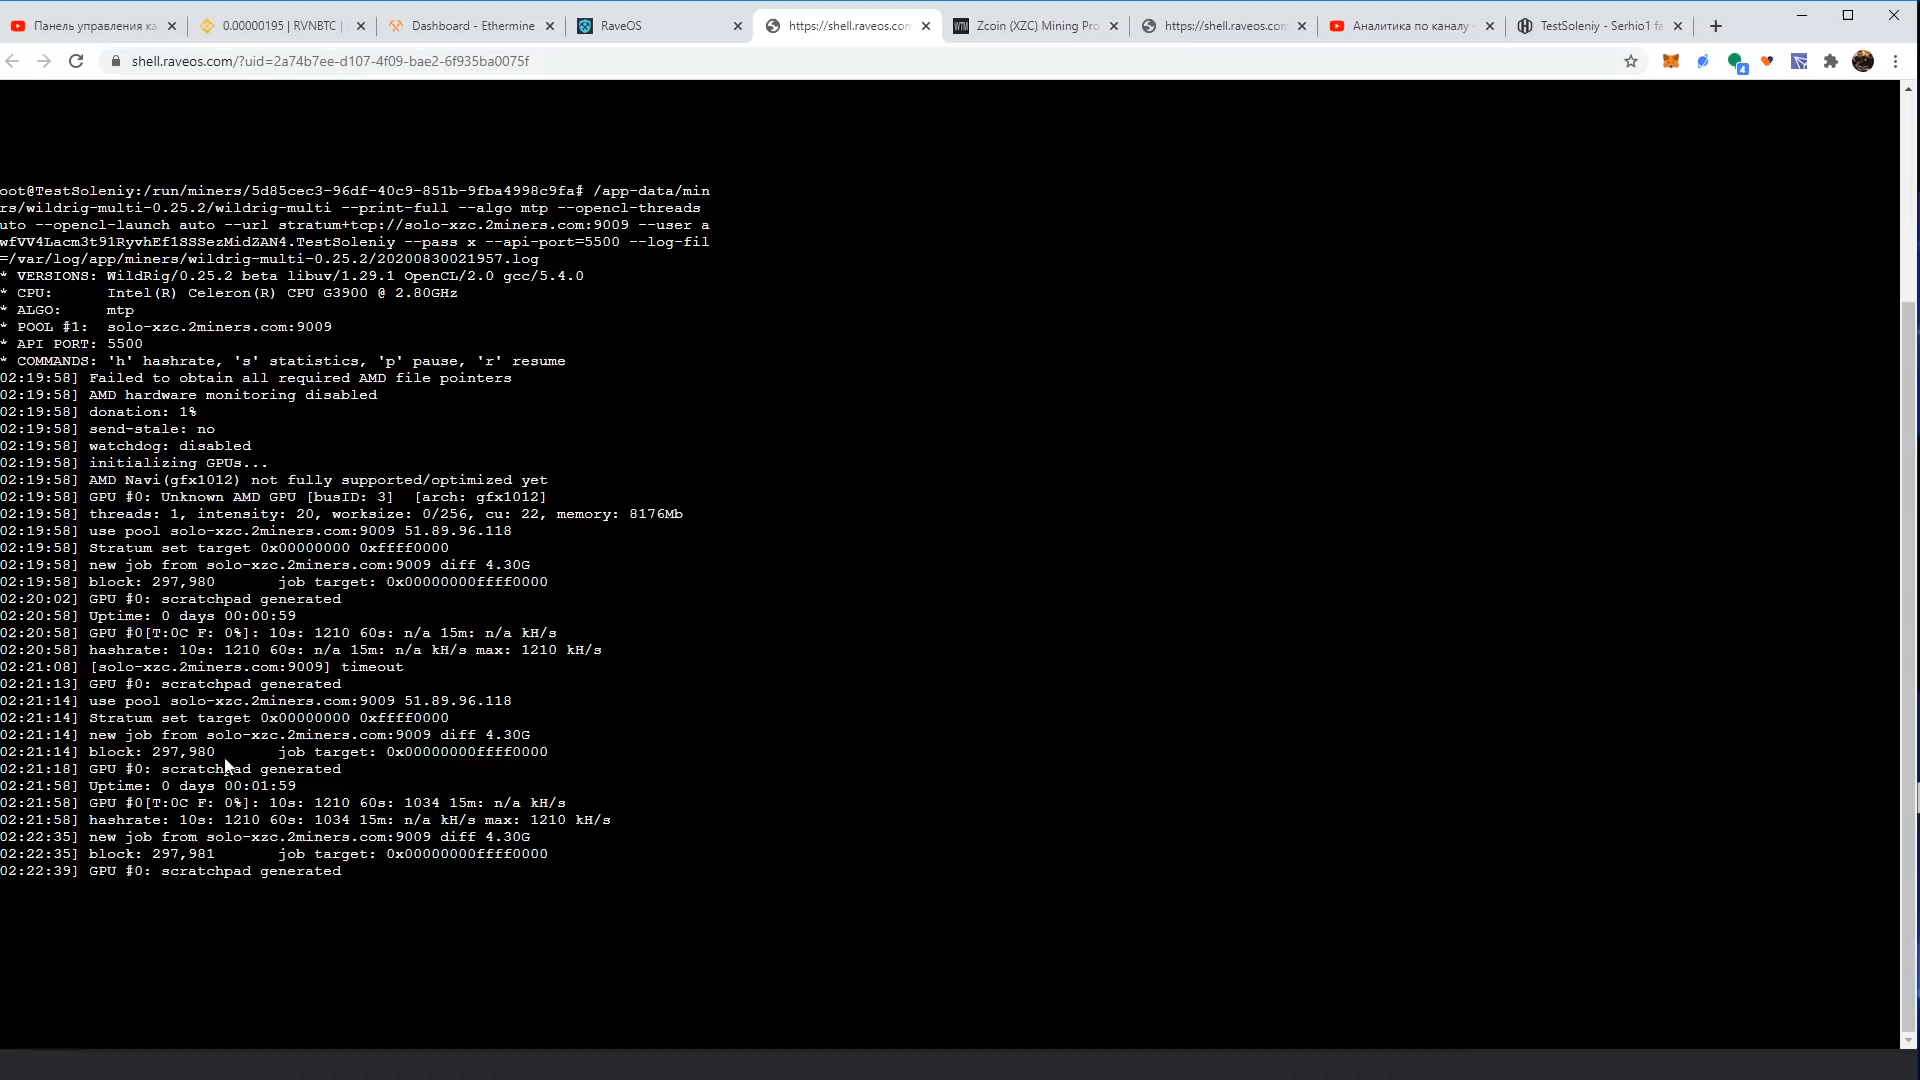 Панель управления ка
0.00000195 | RVNBTC |
Dashboard - Ethermine
RaveOS
https://shell.raveos.com
Zcoin (XZC) Mining Pro
https://shell.raveos.com
Аналитика по каналу -
TestSoleniy - Serhio1 fa
shell.raveos.com/?uid=2a74b7ee-d107-4f09-bae2-6f935ba0075f
4
oot@TestSoleniy:/run/miners/5d85cec3-96df-40c9-851b-9fba4998c9fa# /app-data/min
rs/wildrig-multi-0.25.2/wildrig-multi --print-full --algo mtp --opencl-threads
uto --opencl-launch auto --url stratum+tcp://solo-xzc.2miners.com:9009 --user a
wfVV4Lacm3t91RyvhEf1SSSezMidZAN4.TestSoleniy --pass x --api-port=5500 --log-fil
=/var/log/app/miners/wildrig-multi-0.25.2/20200830021957.log
* VERSIONS: WildRig/0.25.2 beta libuv/1.29.1 OpenCL/2.0 gcc/5.4.0
* CPU: Intel(R) Celeron(R) CPU G3900 @ 2.80GHz
* ALGO: mtp
* POOL #1: solo-xzc.2miners.com:9009
* API PORT: 5500
* COMMANDS: 'h' hashrate, 's' statistics, 'p' pause, 'r' resume
02:19:58] Failed to obtain all required AMD file pointers
02:19:58] AMD hardware monitoring disabled
02:19:58] donation: 1%
02:19:58] send-stale: no
02:19:58] watchdog: disabled
02:19:58] initializing GPUs...
02:19:58] AMD Navi(gfx1012) not fully supported/optimized yet
02:19:58] GPU #0: Unknown AMD GPU [busID: 3] [arch: gfx1012]
02:19:58] threads: 1, intensity: 20, worksize: 0/256, cu: 22, memory: 8176Mb
02:19:58] use pool solo-xzc.2miners.com:9009 51.89.96.118
02:19:58] Stratum set target 0x00000000 0xffff0000
02:19:58] new job from solo-xzc.2miners.com:9009 diff 4.30G
02:19:58] block: 297,980 job target: 0x00000000ffff0000
02:20:02] GPU #0: scratchpad generated
02:20:58] Uptime: 0 days 00:00:59
02:20:58] GPU #0[T:0C F: 0%]: 10s: 1210 60s: n/a 15m: n/a kH/s
02:20:58] hashrate: 10s: 1210 60s: n/a 15m: n/a kH/s max: 1210 kH/s
02:21:08] [solo-xzc.2miners.com:9009] timeout
02:21:13] GPU #0: scratchpad generated
02:21:14] use pool solo-xzc.2miners.com:9009 51.89.96.118
02:21:14] Stratum set target 0x00000000 0xffff0000
02:21:14] new job from solo-xzc.2miners.com:9009 diff 4.30G
02:21:14] block: 297,980 job target: 0x00000000ffff0000
02:21:18] GPU #0: scratchpad generated
02:21:58] Uptime: 0 days 00:01:59
02:21:58] GPU #0[T:0C F: 0%]: 10s: 1210 60s: 1034 15m: n/a kH/s
02:21:58] hashrate: 10s: 1210 60s: 1034 15m: n/a kH/s max: 1210 kH/s
02:22:35] new job from solo-xzc.2miners.com:9009 diff 4.30G
02:22:35] block: 297,981 job target: 0x00000000ffff0000
02:22:39] GPU #0: scratchpad generated